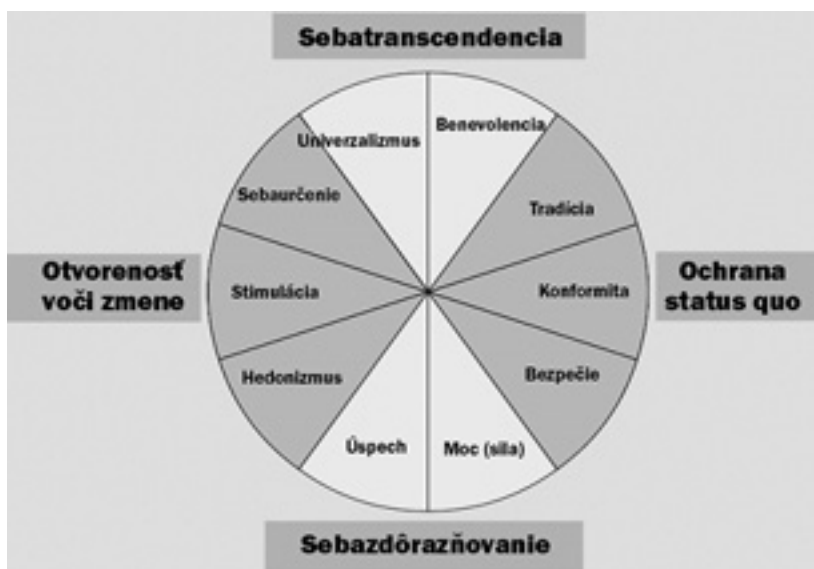 Sebatranscendencia
Univerzalizmus
Benevolencia
Sebaurčenie
Tradícia
Otvorenosť
voči zmene
Stimulácia
Konformita
Ochrana
status quo
Hedonizmus
Bezpečie
Úspech
Moc (sila)
Sebazdôrazňovanie